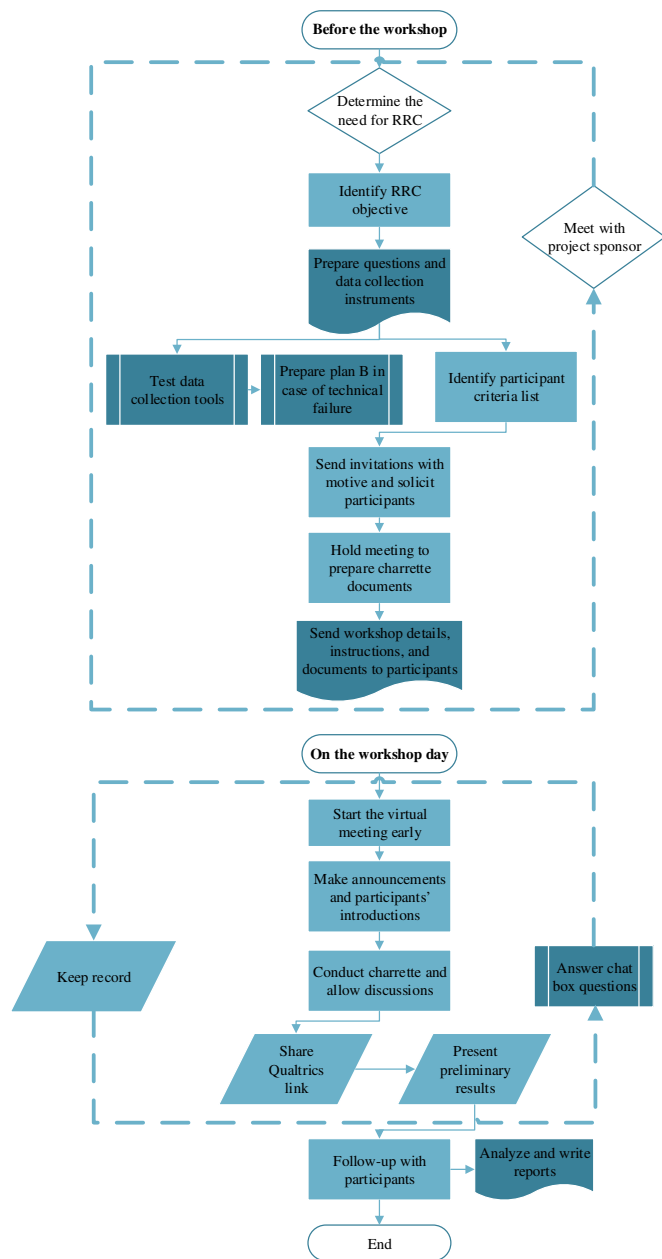 Before the workshop
Determine the
need for RRC
Identify RRC
objective
Meet with
project sponsor
Prepare questions and
data collection
instruments
Test data
collection tools
Prepare plan B in
case of technical
failure
Identify participant
criteria list
Send invitations with
motive and solicit
participants
Hold meeting to
prepare charrette
documents
Send workshop details,
instructions, and
documents to participants
On the workshop day
Start the virtual
meeting early
Make announcements
and participants’
introductions
Keep record
Conduct charrette and
allow discussions
Answer chat
box questions
Share
Qualtrics
link
Present
preliminary
results
Follow-up with
participants
Analyze and write
reports
End